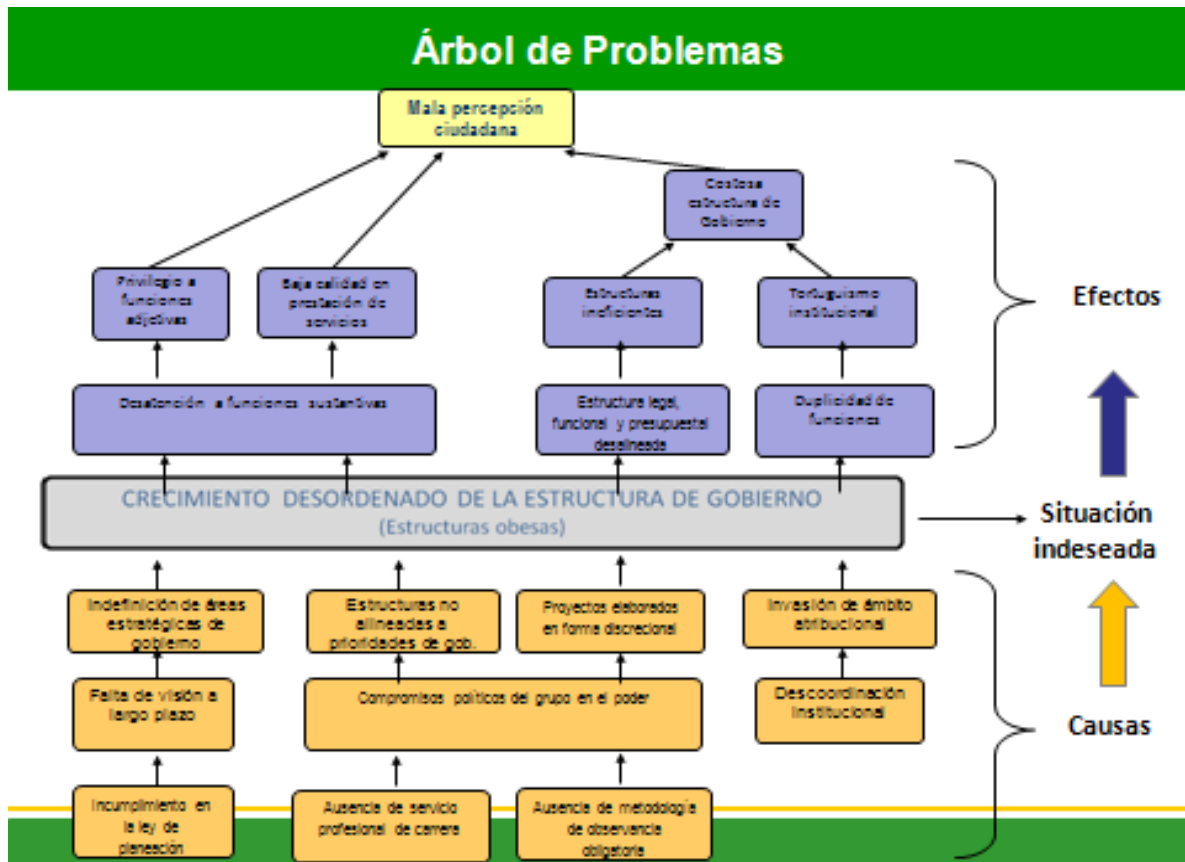 Árbol de Problemas
Mala percepción
ciudadana
Costosa
estructura de
Gobierno
Privilegio a
funciones
adjetivas
Baja calidad en
prestación de
servicios
Estructuras
ineficientes
Tortuguismo
institucional
Efectos
Desatención a funciones sustantivas
Estructura legal,
funcional y presupuestal
desalineada
Duplicidad de
funciones
CRECIMIENTO DESORDENADO DE LA ESTRUCTURA DE GOBIERNO
(Estructuras obesas)
Situación
indeseada
Indefinición de áreas
estratégicas de
gobierno
Estructuras no
alineadas a
prioridades de gob.
Proyectos elaborados
en forma discrecional
Invasión de ámbito
atribucional
Falta de visión a
largo plazo
Compromisos políticos del grupo en el poder
Descoordinación
Institucional
Causas
Incumplimiento en
la ley de
planeación
Ausencia de servicio
profesional de carrera
Ausencia de metodología
de observancia
obligatoria